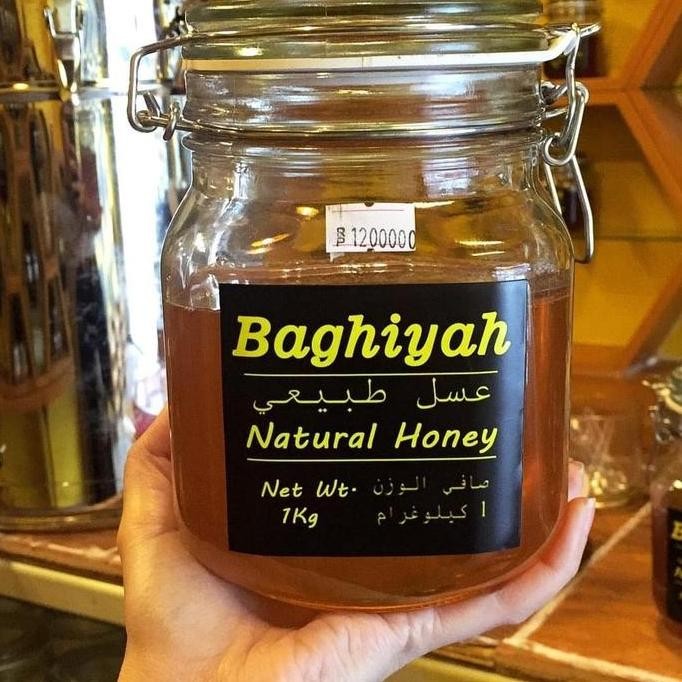 1200000
Baghiyah
عسل طبيعي
Natural Honey
Net Wt. صافي الوزن
1Kg ١ كيلوغرام